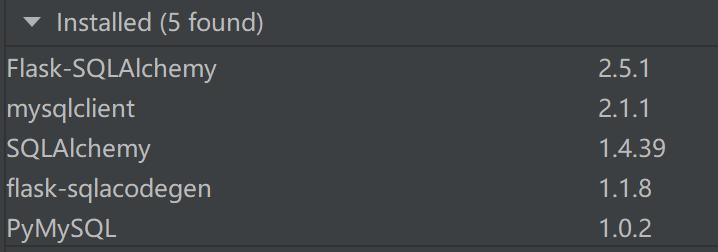 Installed (5 found)
Flask-SQLAlchemy 2.5.1
mysqlclient 2.1.1
SQLAlchemy 1.4.39
flask-sqlacodegen 1.1.8
PyMySQL 1.0.2